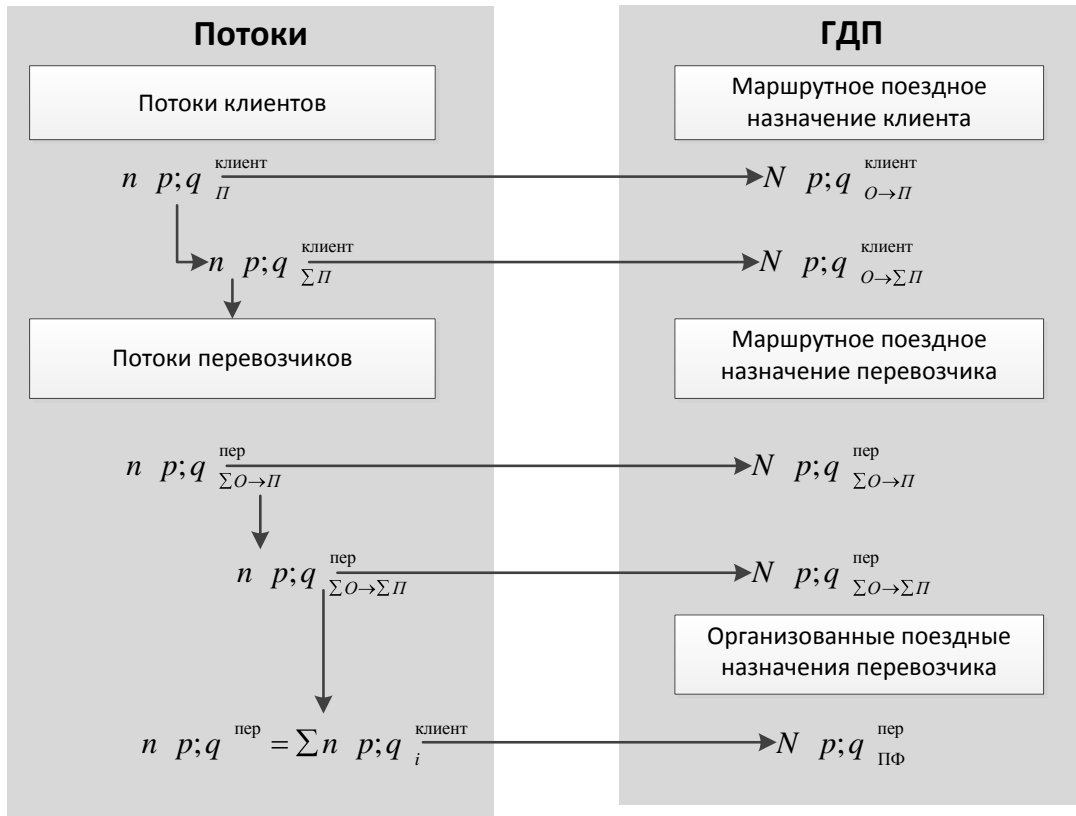 Потоки
ГДП
Потоки клиентов
Маршрутное поездное
назначение клиента
n p;q клиент П
N p;q клиент О→П
n p;q клиент ∑П
N p;q клиент О→∑П
Потоки перевозчиков
Маршрутное поездное
назначение перевозчика
n p;q пер ∑О→П
N p;q пер ∑О→П
n p;q пер ∑О→∑П
N p;q пер ∑О→∑П
Организованные поездные
назначения перевозчика
n p;q пер = ∑n p;q клиент i
N p;q пер ПФ